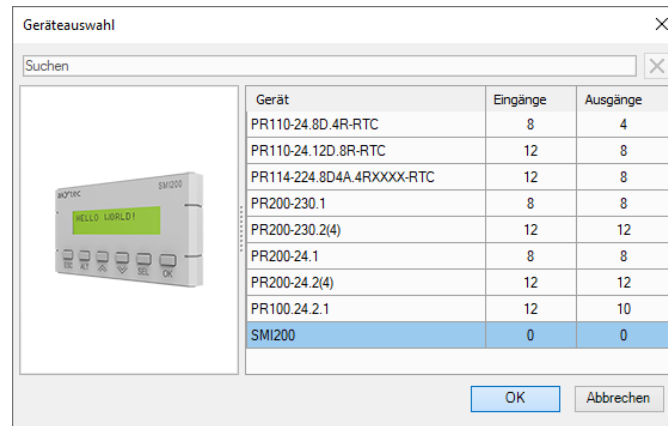 Geräteauswahl
Suchen
akYtec
SMI200
HELLO WORLD!
ESC ALT SEL OK
Gerät Eingänge Ausgänge
PR110-24.8D.4R-RTC 8 4
PR110-24.12D.8R-RTC 12 8
PR114-224.8D4A.4RXXXX-RTC 12 8
PR200-230.1 8 8
PR200-230.2(4) 12 12
PR200-24.1 8 8
PR200-24.2(4) 12 12
PR100.24.2.1 12 10
SMI200 0 0
OK Abbrechen